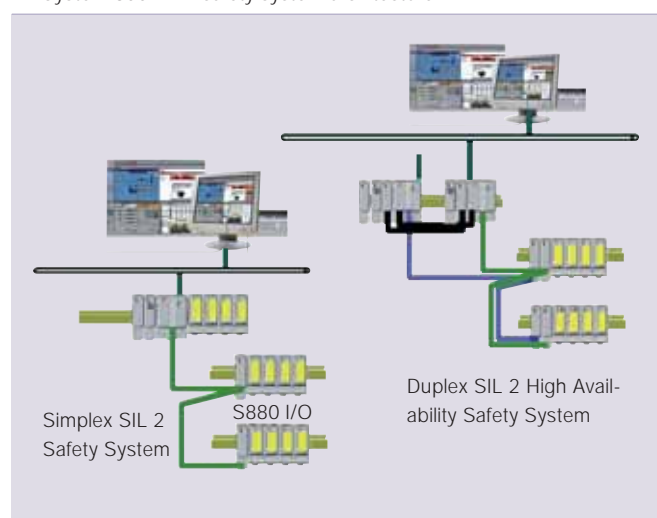 Simplex SIL 2
Safety System
S880 I/O
Duplex SIL 2 High Avail-
ability Safety System